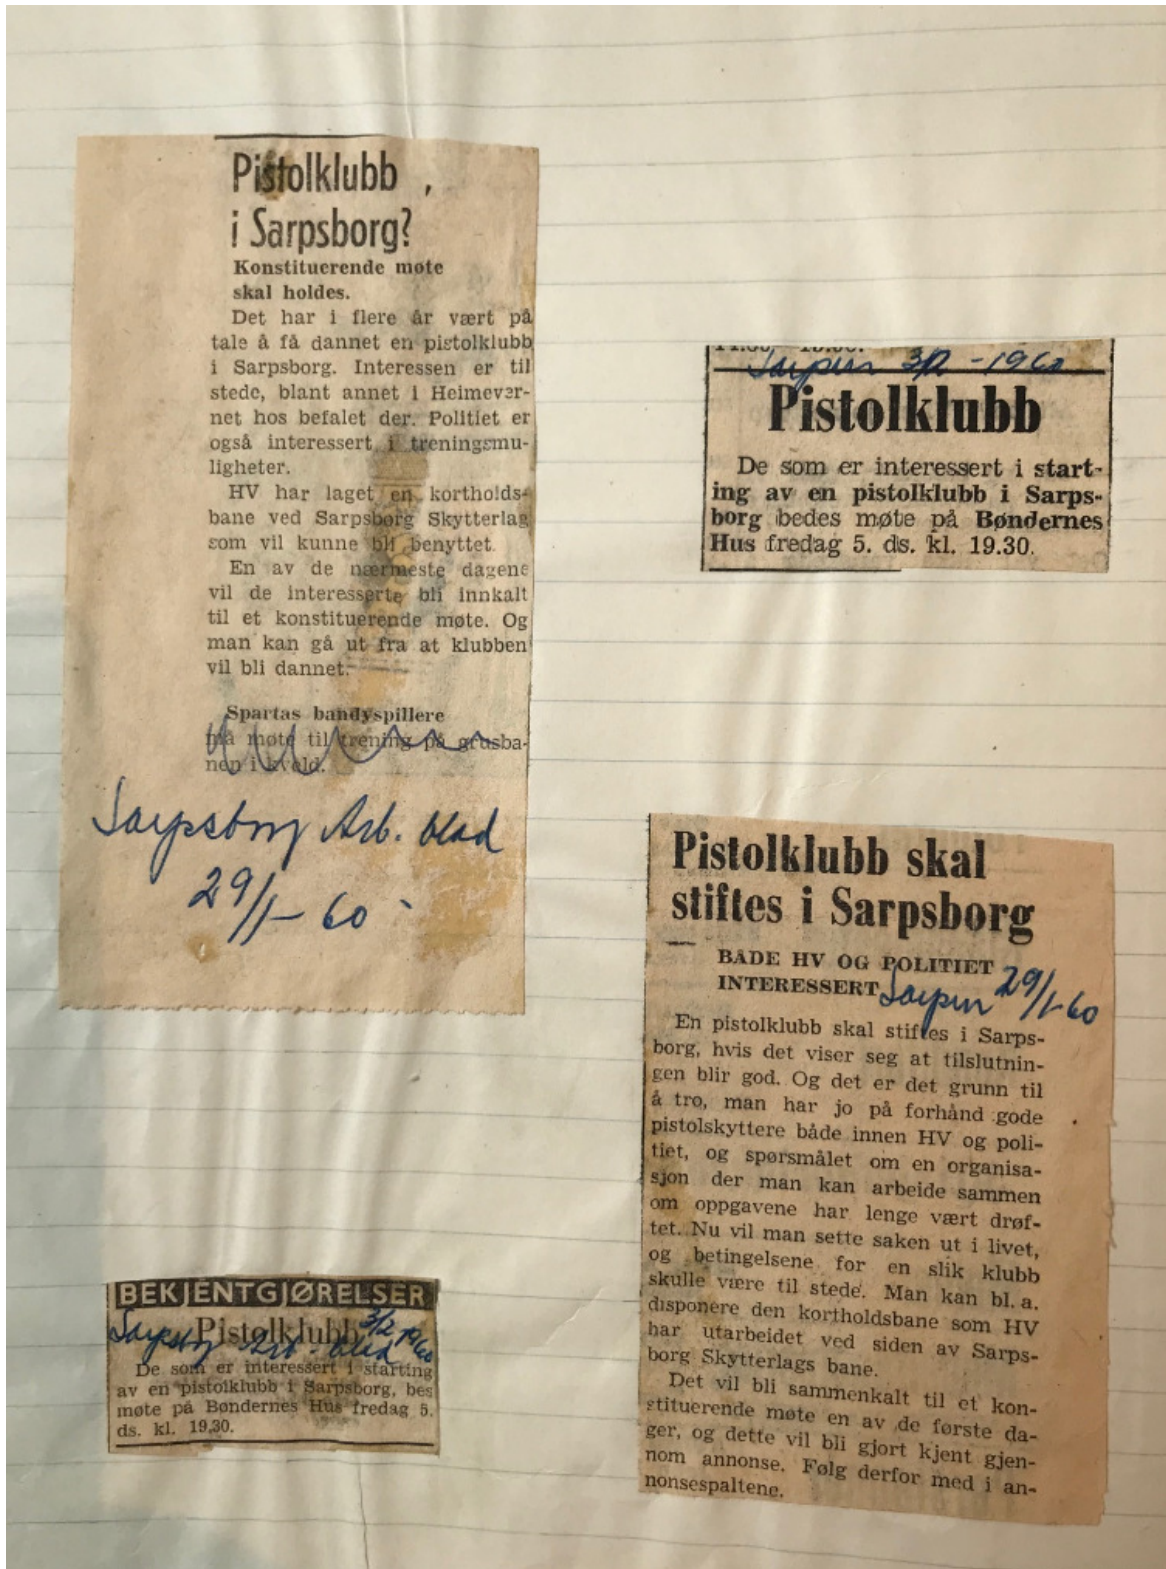 Pistolklubb
i Sarpsborg?
Konstituerende møte
skal holdes.
Det har i flere år vært på
tale å få dannet en pistolklubb
i Sarpsborg. Interessen er til
stede, blant annet i Heimever-
net hos befalet der. Politiet er
også interessert i treningsmu-
ligheter.
HV har laget en kortholds-
bane ved Sarpsborg Skytterlag
som vil kunne bli benyttet.
En av de nærmeste dagene
vil de interesserte bli innkalt
til et konstituerende møte. Og
man kan gå ut fra at klubben
vil bli dannet.
Spartas bandyspillere
må møte til trening på grusba-
nen i kveld.
Sarpsborg Arb. blad
29/1-60
Sarpen 3/2-1960
Pistolklubb
De som er interessert i start-
ing av en pistolklubb i Sarps-
borg bedes møte på Bøndernes
Hus fredag 5. ds. kl. 19.30.
Pistolklubb skal
stiftes i Sarpsborg
BÅDE HV OG POLITIET
INTERESSERT
Sarpen 29/1-60
En pistolklubb skal stiftes i Sarps-
borg, hvis det viser seg at tilslutnin-
gen blir god. Og det er det grunn til
å tro, man har jo på forhånd gode
pistolskyttere både innen HV og poli-
tiet, og spørsmålet om en organisa-
sjon der man kan arbeide sammen
om oppgavene har lenge vært drøf-
tet. Nu vil man sette saken ut i livet,
og betingelsene for en slik klubb
skulle være til stede. Man kan bl. a.
disponere den kortholdsbane som HV
har utarbeidet ved siden av Sarps-
borg Skytterlags bane.
Det vil bli sammenkalt til et kon-
stituerende møte en av de første da-
ger, og dette vil bli gjort kjent gjen-
nom annonse. Følg derfor med i an-
nonsespaltene.
BEKJENTGJØRELSER
Pistolklubb
Sarpsborg Arb. blad 3/2 1960
De som er interessert i starting
av en pistolklubb i Sarpsborg, bes
møte på Bøndernes Hus fredag 5.
ds. kl. 19,30.